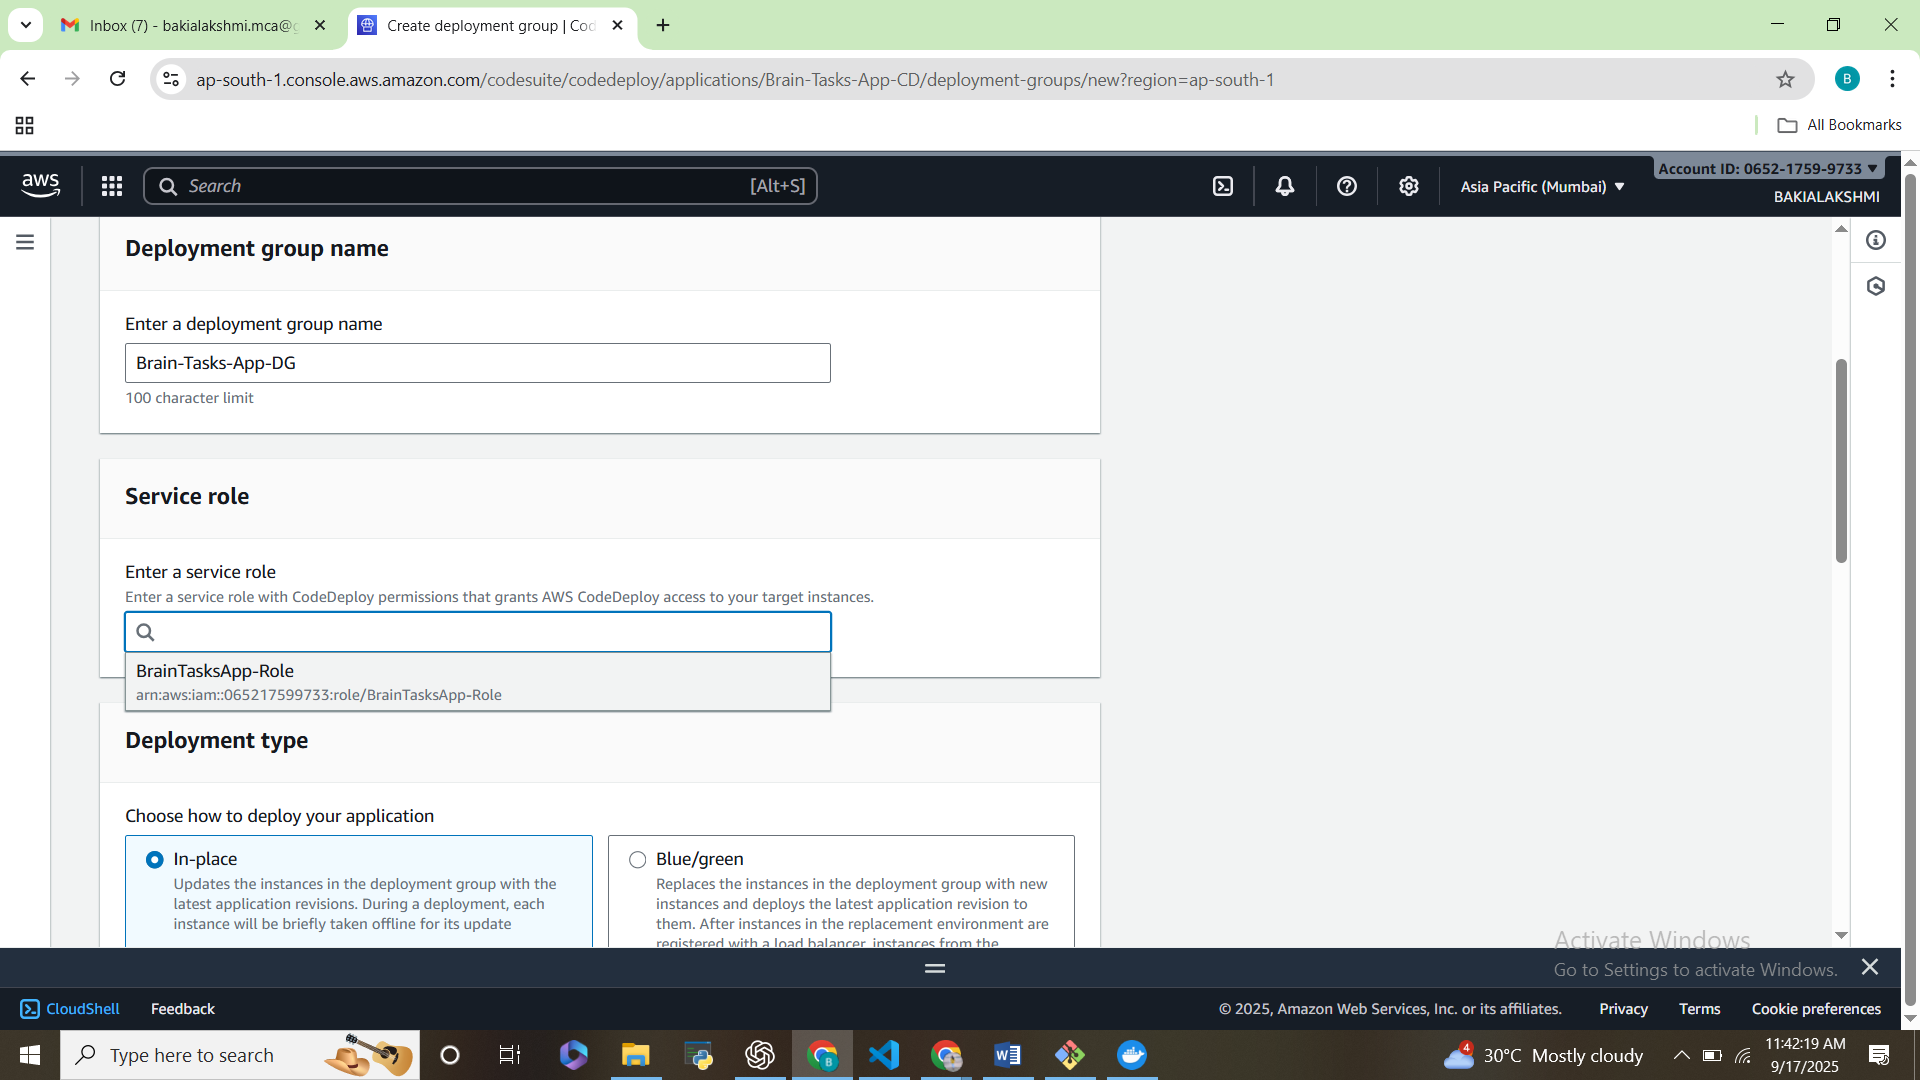 Inbox (7) - bakialakshmi.mca@g
Create deployment group | Cod
ap-south-1.console.aws.amazon.com/codesuite/codedeploy/applications/Brain-Tasks-App-CD/deployment-groups/new?region=ap-south-1
B
All Bookmarks
aws
Search
[Alt+S]
Asia Pacific (Mumbai)
Account ID: 0652-1759-9733
BAKIALAKSHMI
Deployment group name
Enter a deployment group name
Brain-Tasks-App-DG
100 character limit
Service role
Enter a service role
Enter a service role with CodeDeploy permissions that grants AWS CodeDeploy access to your target instances.
BrainTasksApp-Role
arn:aws:iam::065217599733:role/BrainTasksApp-Role
Deployment type
Choose how to deploy your application
In-place
Updates the instances in the deployment group with the
latest application revisions. During a deployment, each
instance will be briefly taken offline for its update
Blue/green
Replaces the instances in the deployment group with new
instances and deploys the latest application revision to
them. After instances in the replacement environment are
registered with a load balancer, instances from the
Activate Windows
Go to Settings to activate Windows.
CloudShell
Feedback
© 2025, Amazon Web Services, Inc. or its affiliates.
Privacy
Terms
Cookie preferences
Type here to search
B
4
30°C Mostly cloudy
11:42:19 AM
9/17/2025